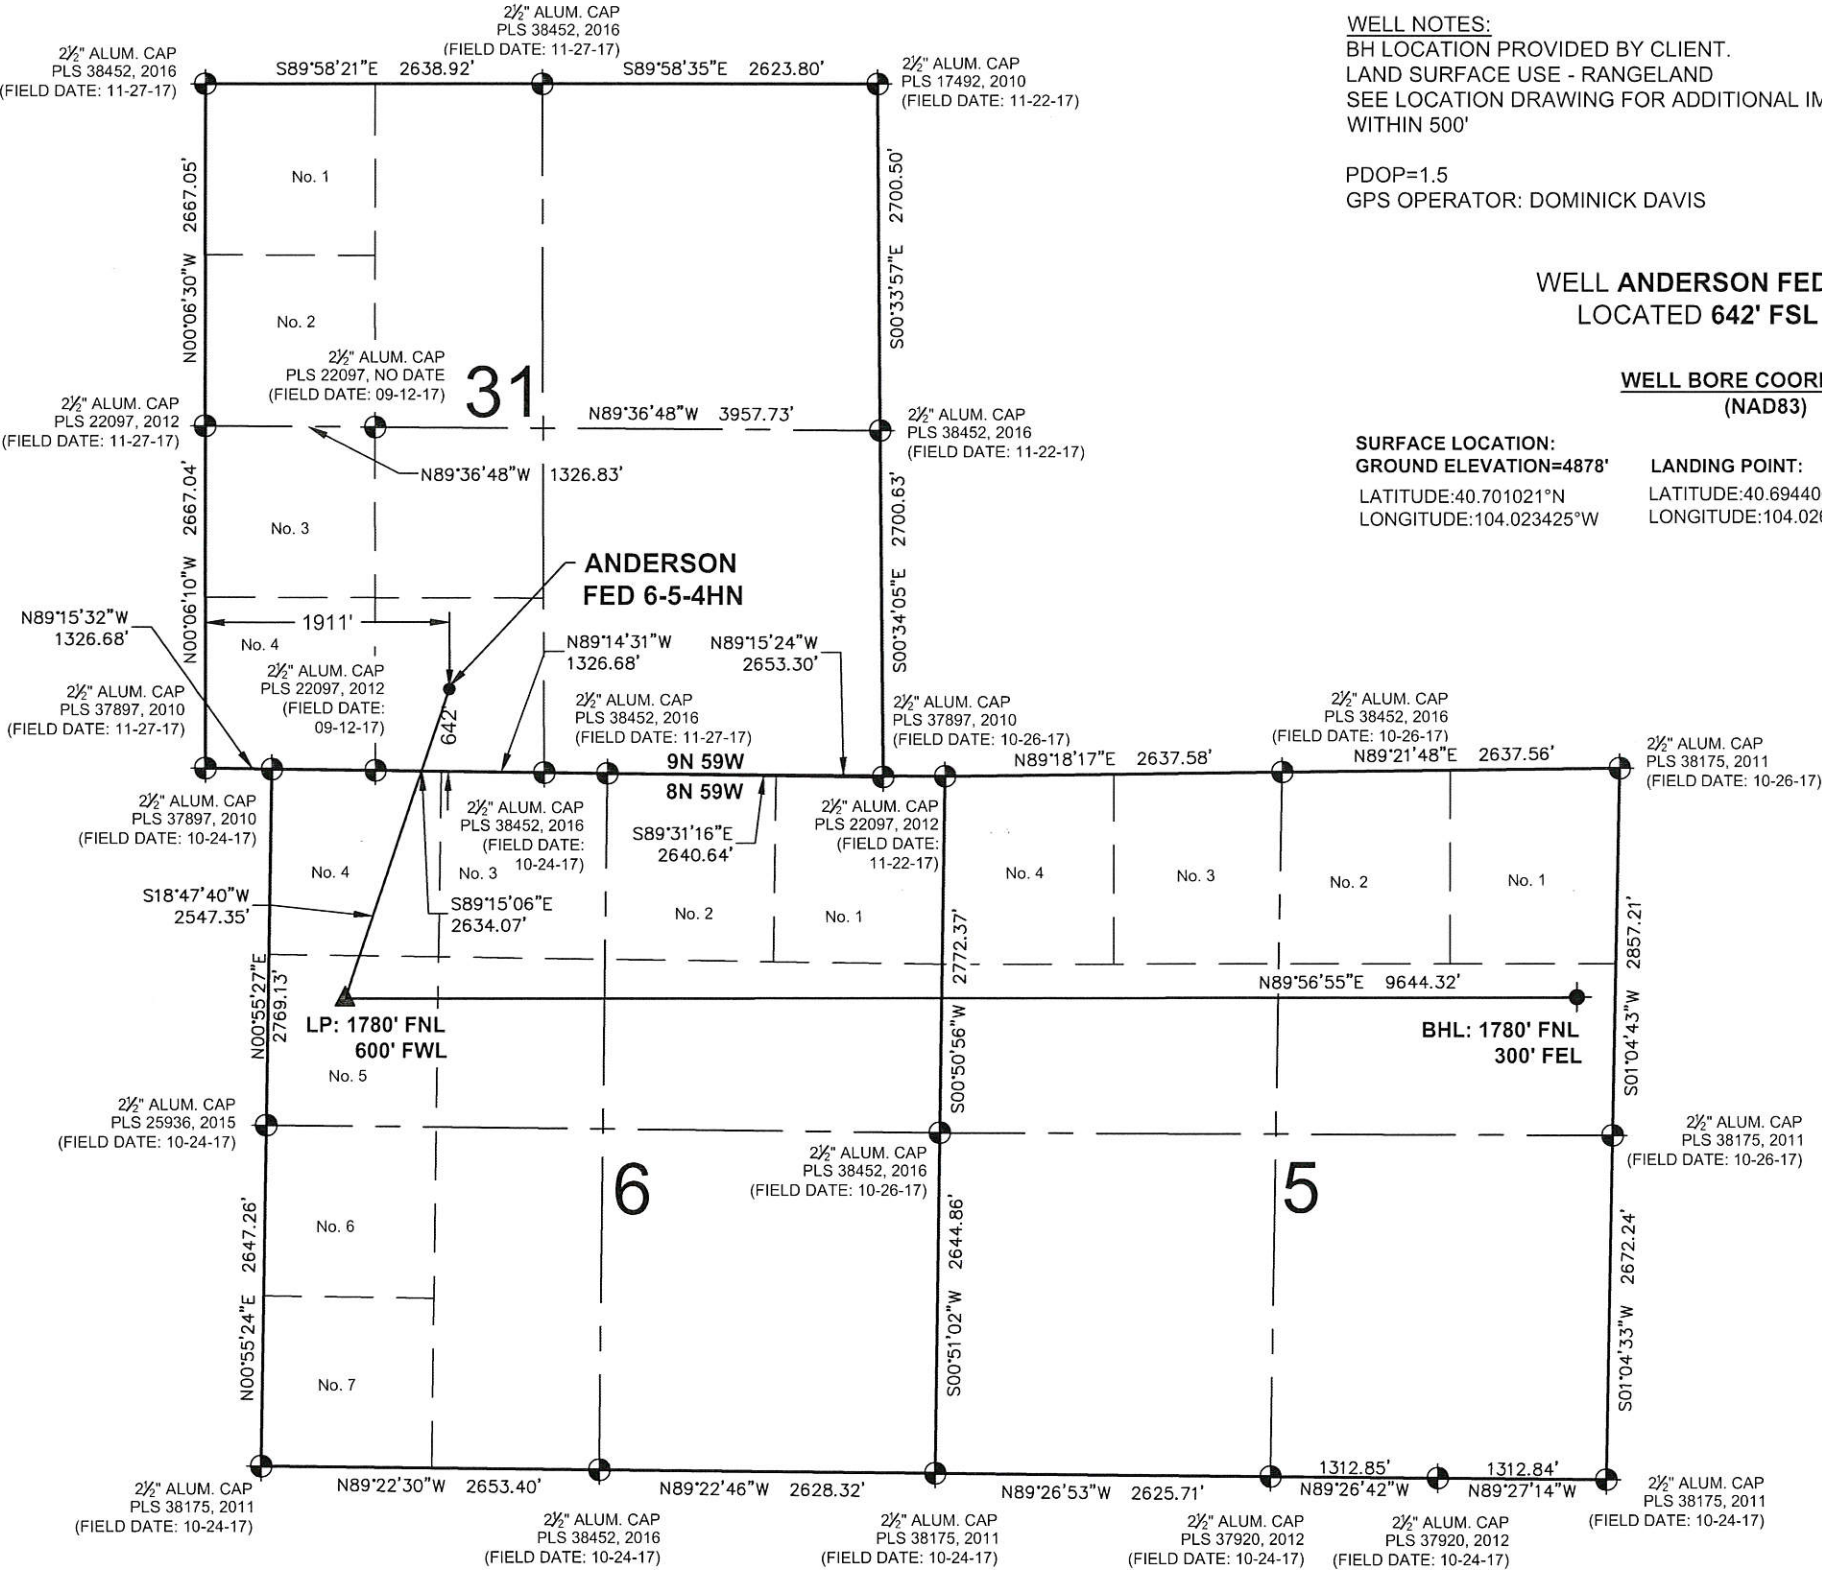 2½" ALUM. CAP
PLS 38452, 2016
(FIELD DATE: 11-27-17)
2½" ALUM. CAP
PLS 38452, 2016
(FIELD DATE: 11-27-17)
S89°58'21"E 2638.92'
S89°58'35"E 2623.80'
2½" ALUM. CAP
PLS 17492, 2010
(FIELD DATE: 11-22-17)
WELL NOTES:
BH LOCATION PROVIDED BY CLIENT.
LAND SURFACE USE - RANGELAND
SEE LOCATION DRAWING FOR ADDITIONAL
WITHIN 500'
PDOP=1.5
GPS OPERATOR: DOMINICK DAVIS
WELL ANDERSON FED
LOCATED 642' FSL
WELL BORE
(NAD83)
SURFACE LOCATION:
GROUND ELEVATION=4878'
LATITUDE:40.701021°N
LONGITUDE:104.023425°W
LANDING POINT:
LATITUDE:40.69440
LONGITUDE:104.02
N00°06'30"W 2667.05'
No. 1
No. 2
S00°33'57"E 2700.50'
2½" ALUM. CAP
PLS 22097, NO DATE
(FIELD DATE: 09-12-17)
31
2½" ALUM. CAP
PLS 22097, 2012
(FIELD DATE: 11-27-17)
N89°36'48"W 3957.73'
2½" ALUM. CAP
PLS 38452, 2016
(FIELD DATE: 11-22-17)
N89°36'48"W 1326.83'
N00°06'10"W 2667.04'
No. 3
S00°34'05"E 2700.63'
ANDERSON
FED 6-5-4HN
N89°15'32"W
1326.68'
1911'
No. 4
N89°14'31"W
1326.68'
N89°15'24"W
2653.30'
2½" ALUM. CAP
PLS 37897, 2010
(FIELD DATE: 11-27-17)
2½" ALUM. CAP
PLS 22097, 2012
(FIELD DATE:
09-12-17)
642'
2½" ALUM. CAP
PLS 38452, 2016
(FIELD DATE: 11-27-17)
2½" ALUM. CAP
PLS 37897, 2010
(FIELD DATE: 10-26-17)
2½" ALUM. CAP
PLS 38452, 2016
(FIELD DATE: 10-26-17)
9N 59W
8N 59W
N89°18'17"E 2637.58'
N89°21'48"E 2637.56'
2½" ALUM. CAP
PLS 38175, 2011
(FIELD DATE: 10-26-17)
2½" ALUM. CAP
PLS 37897, 2010
(FIELD DATE: 10-24-17)
2½" ALUM. CAP
PLS 38452, 2016
(FIELD DATE:
10-24-17)
S89°31'16"E
2640.64'
2½" ALUM. CAP
PLS 22097, 2012
(FIELD DATE:
11-22-17)
No. 4
No. 3
No. 2
No. 1
No. 4
No. 3
No. 2
No. 1
S18°47'40"W
2547.35'
S89°15'06"E
2634.07'
N00°55'27"E
2769.13'
S00°50'56"W 2772.37'
S01°04'43"W 2857.21'
N89°56'55"E 9644.32'
LP: 1780' FNL
600' FWL
BHL: 1780' FNL
300' FEL
No. 5
2½" ALUM. CAP
PLS 25936, 2015
(FIELD DATE: 10-24-17)
2½" ALUM. CAP
PLS 38452, 2016
(FIELD DATE: 10-26-17)
2½" ALUM. CAP
PLS 38175, 2011
(FIELD DATE: 10-26-17)
6
5
N00°55'24"E 2647.26'
No. 6
No. 7
S00°51'02"W 2644.86'
S01°04'33"W 2672.24'
2½" ALUM. CAP
PLS 38175, 2011
(FIELD DATE: 10-24-17)
N89°22'30"W 2653.40'
N89°22'46"W 2628.32'
N89°26'53"W 2625.71'
1312.85'
N89°26'42"W
1312.84'
N89°27'14"W
2½" ALUM. CAP
PLS 38175, 2011
(FIELD DATE: 10-24-17)
2½" ALUM. CAP
PLS 38452, 2016
(FIELD DATE: 10-24-17)
2½" ALUM. CAP
PLS 38175, 2011
(FIELD DATE: 10-24-17)
2½" ALUM. CAP
PLS 37920, 2012
(FIELD DATE: 10-24-17)
2½" ALUM. CAP
PLS 37920, 2012
(FIELD DATE: 10-24-17)